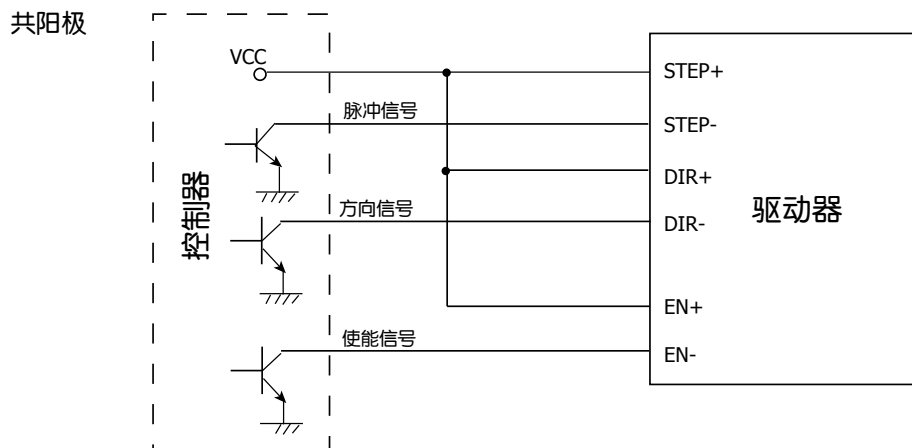 共阳极
VCC
STEP+
脉冲信号
STEP-
DIR+
控制器
方向信号
DIR-
驱动器
EN+
使能信号
EN-